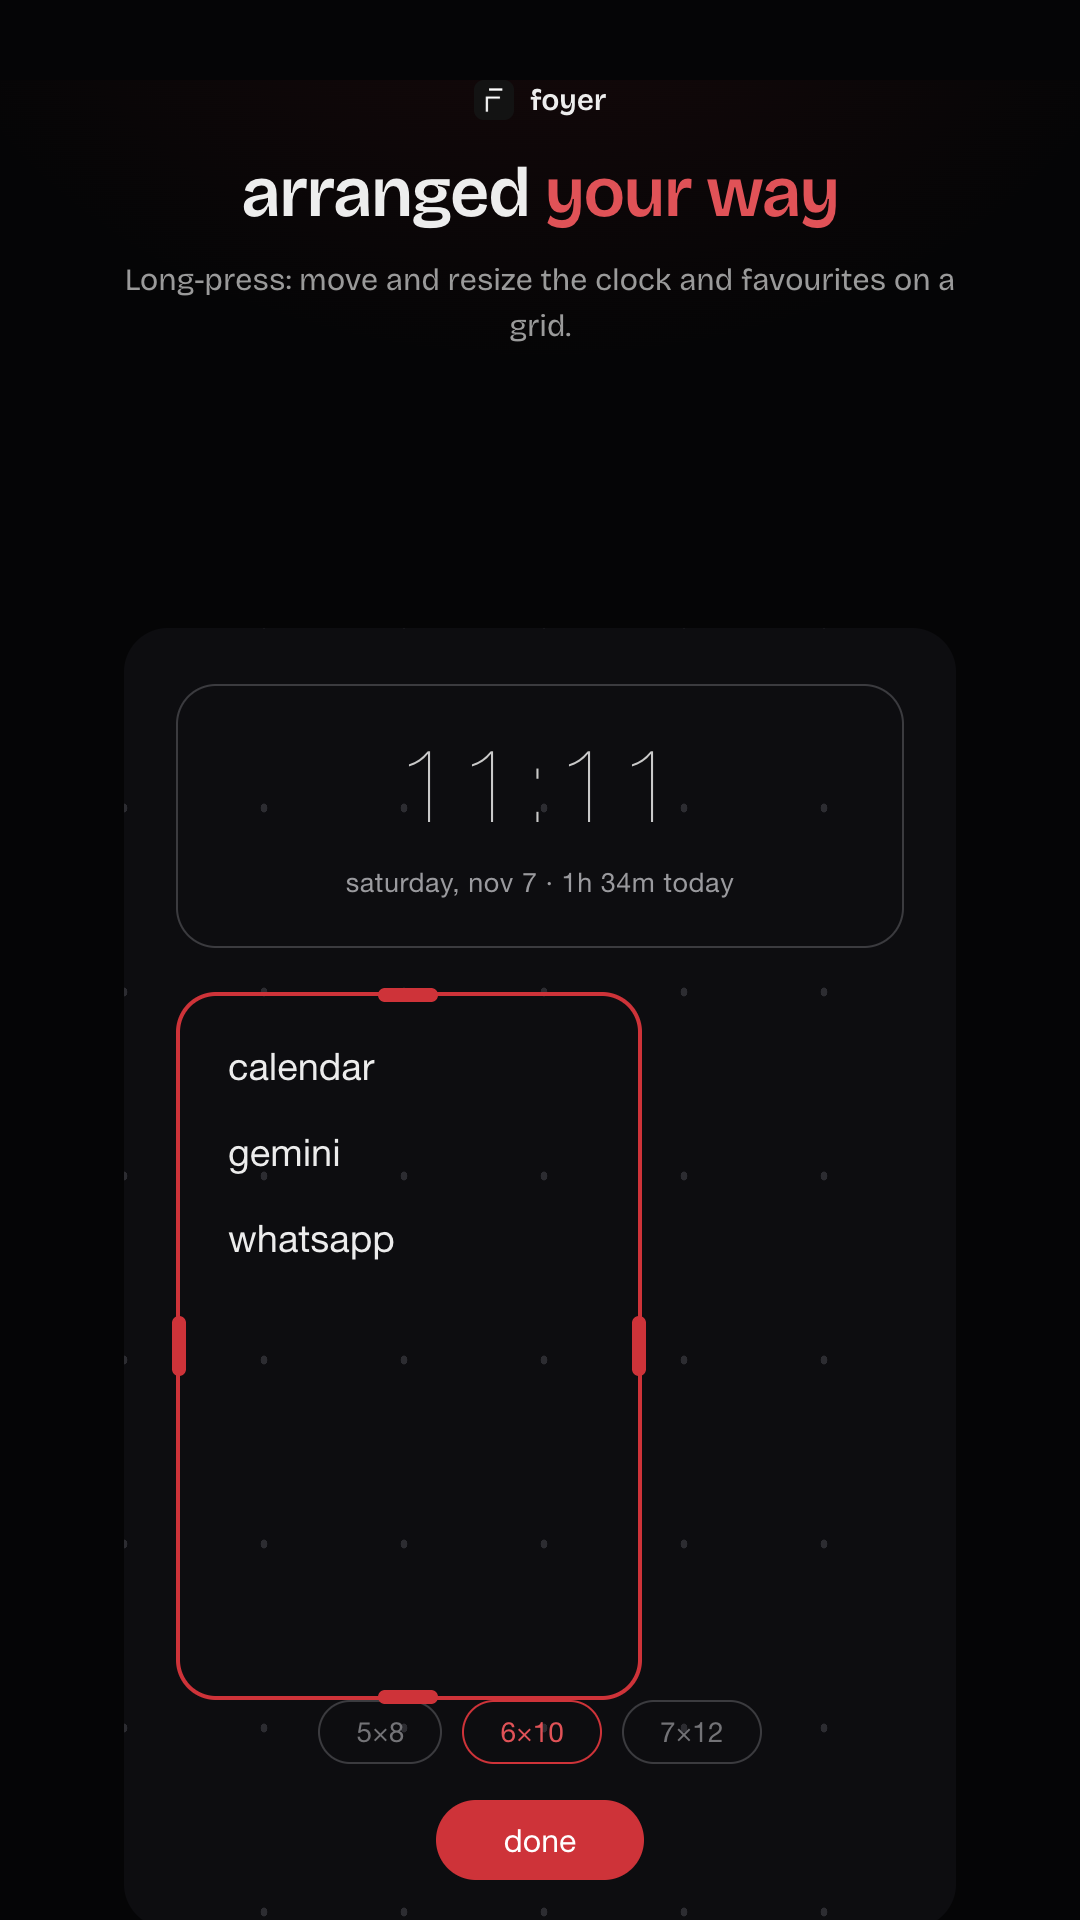 foyer
arranged your way
Long-press: move and resize the clock and favourites on a
grid.
11:11
saturday, nov 7 · 1h 34m today
calendar
gemini
whatsapp
5×8 6×10 7×12
done